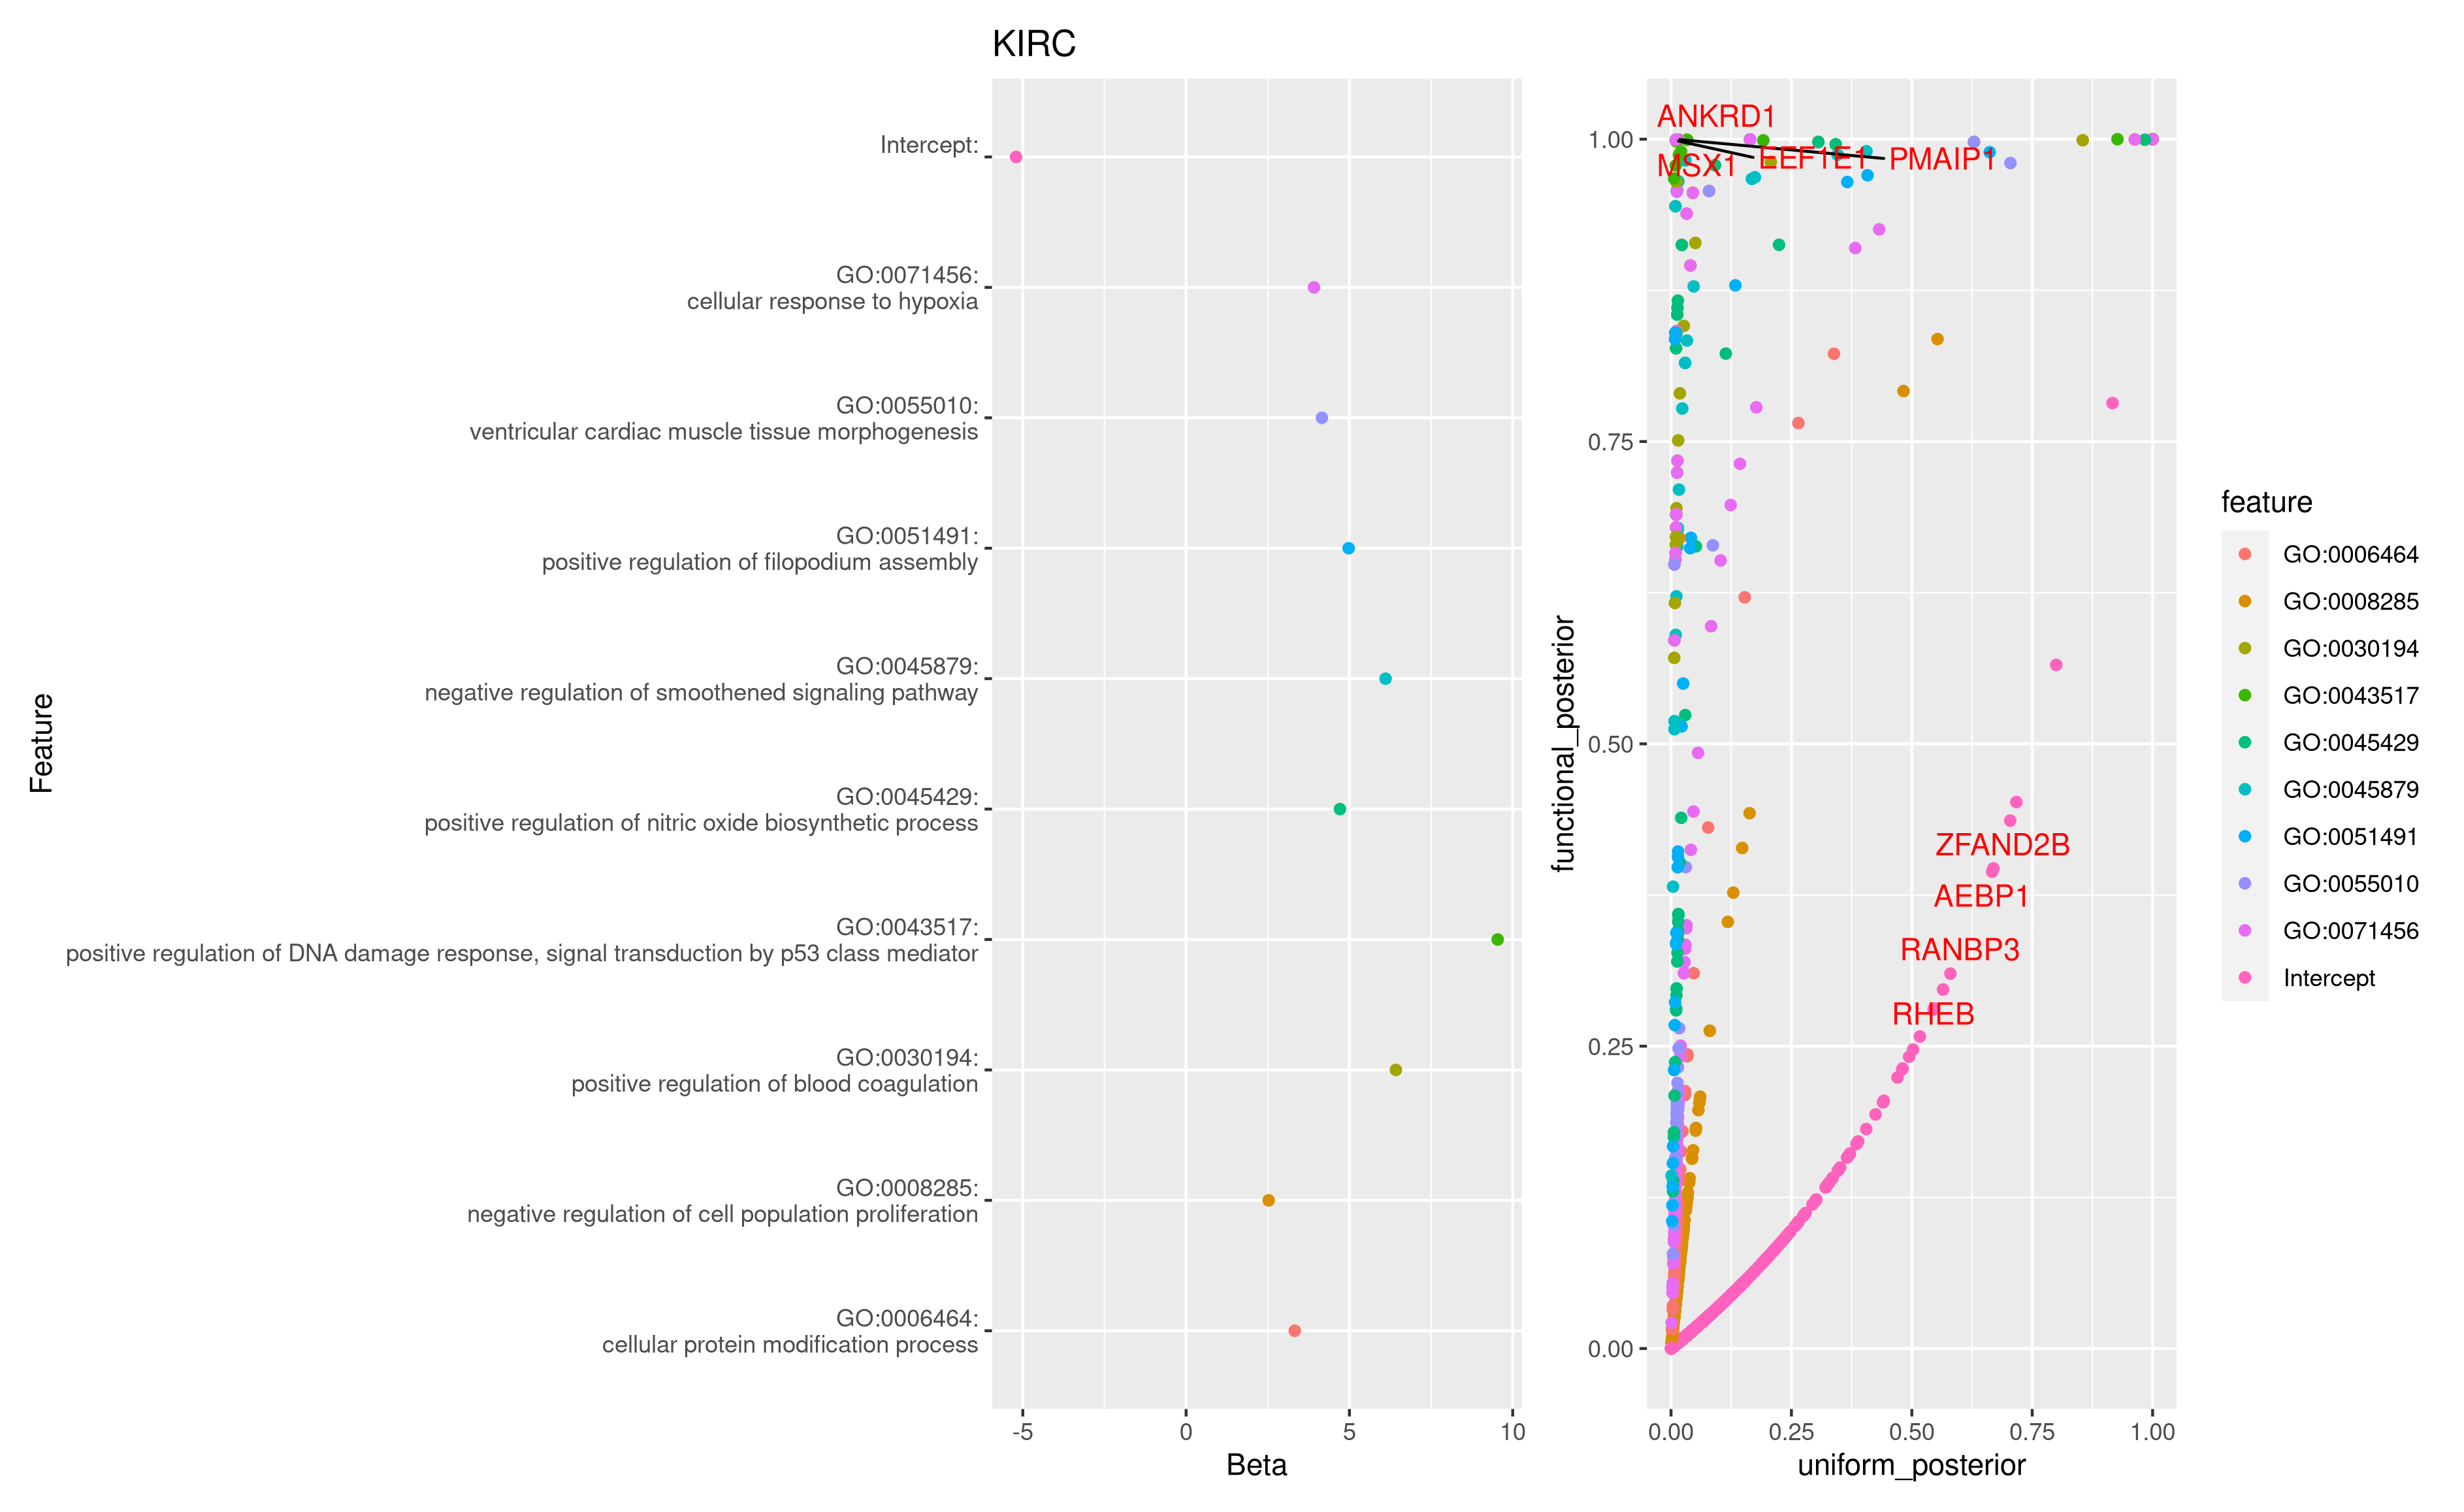 KIRC
Feature
Intercept:
GO:0071456:
cellular response to hypoxia
GO:0055010:
ventricular cardiac muscle tissue morphogenesis
GO:0051491:
positive regulation of filopodium assembly
GO:0045879:
negative regulation of smoothened signaling pathway
GO:0045429:
positive regulation of nitric oxide biosynthetic process
GO:0043517:
positive regulation of DNA damage response, signal transduction by p53 class mediator
GO:0030194:
positive regulation of blood coagulation
GO:0008285:
negative regulation of cell population proliferation
GO:0006464:
cellular protein modification process
-5 0 5 10
Beta
functional_posterior
1.00
0.75
0.50
0.25
0.00
ANKRD1
MSX1 EEF1E1 PMAIP1
ZFAND2B
AEBP1
RANBP3
RHEB
0.00 0.25 0.50 0.75 1.00
uniform_posterior
feature
GO:0006464
GO:0008285
GO:0030194
GO:0043517
GO:0045429
GO:0045879
GO:0051491
GO:0055010
GO:0071456
Intercept